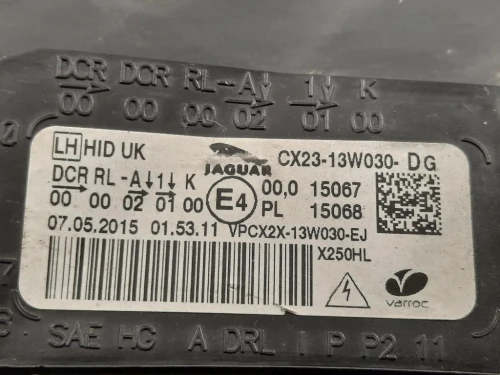 DCR DCR RL-A↓ 1↓ K
00 00 00 02 01 00
LH HID UK
JAGUAR
CX23-13W030- DG
DCR RL -A↓1↓ K
00 00 02 01 00
E4
00,0 15067
PL 15068
07.05.2015 01.53.11 VPCX2X-13W030-EJ
X250HL
varroc
SAE HG A DRL I P P2 11